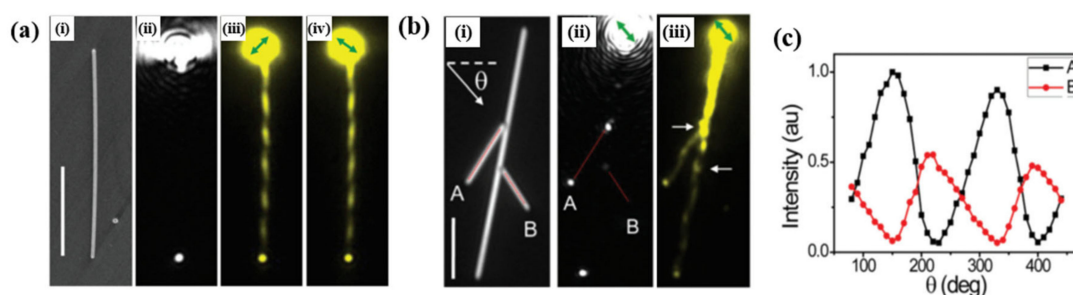 (a) (i) (ii) (iii) (iv)
(b) (i) (ii) (iii)
θ
A
B
A
B
(c)
A
B
1.0
0.5
0.0
Intensity (au)
100 200 300 400
θ (deg)